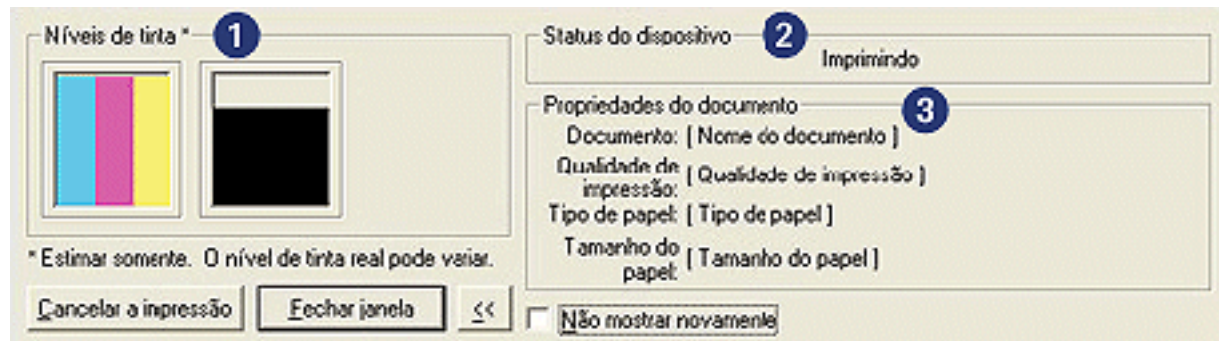 Níveis de tinta *
1
* Estimar somente. O nível de tinta real pode variar.
Cancelar a impressão
Fechar janela
<<
Status do dispositivo
2
Imprimindo
Propriedades do documento
3
Documento: [ Nome do documento ]
Qualidade de impressão: [ Qualidade de impressão ]
Tipo de papel: [ Tipo de papel ]
Tamanho do papel: [ Tamanho do papel ]
Não mostrar novamente